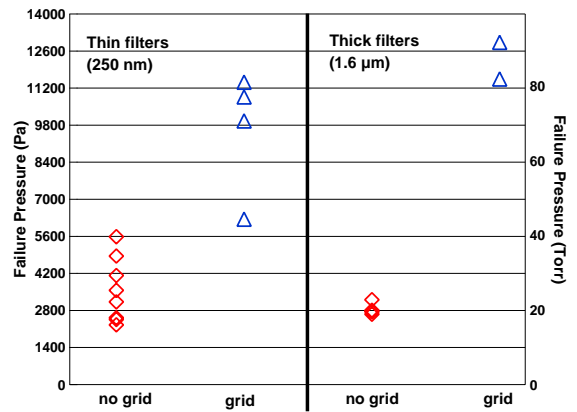 14000
12600
11200
9800
8400
7000
5600
4200
2800
1400
0
Failure Pressure (Pa)
Thin filters
(250 nm)
Thick filters
(1.6 µm)
80
60
40
20
0
Failure Pressure (Torr)
no grid
grid
no grid
grid